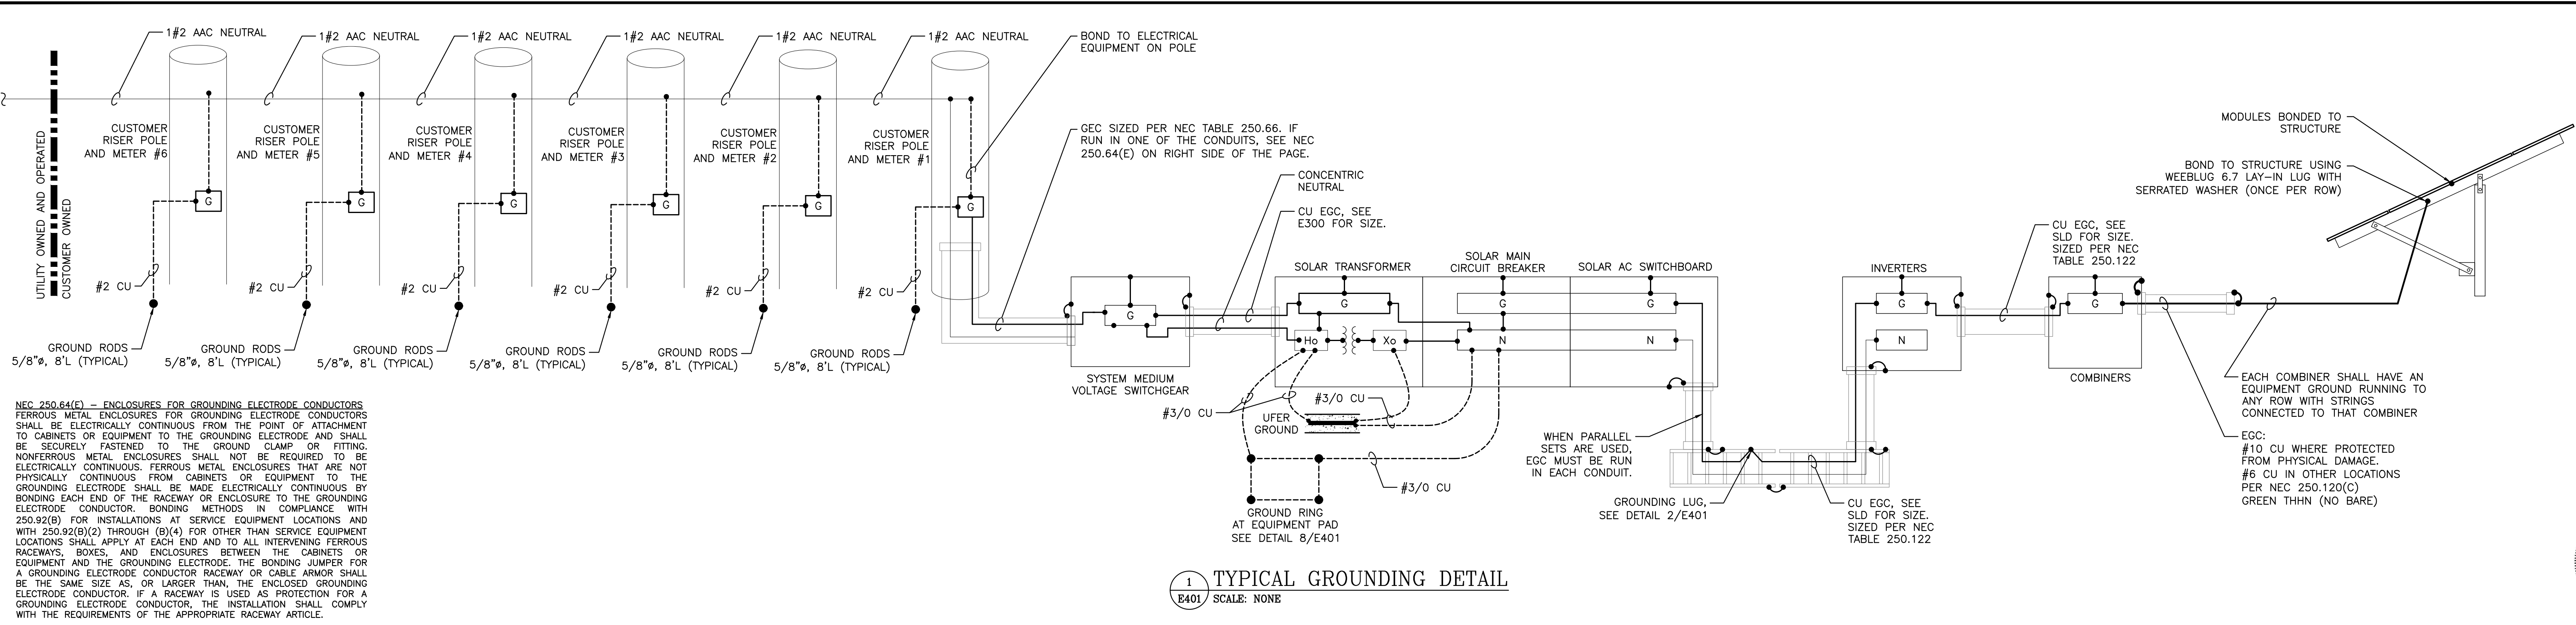 1#2 AAC NEUTRAL
1#2 AAC NEUTRAL
1#2 AAC NEUTRAL
1#2 AAC NEUTRAL
1#2 AAC NEUTRAL
1#2 AAC NEUTRAL
BOND TO ELECTRICAL
EQUIPMENT ON POLE
UTILITY OWNED AND OPERATED
CUSTOMER OWNED
CUSTOMER
RISER POLE
AND METER #6
CUSTOMER
RISER POLE
AND METER #5
CUSTOMER
RISER POLE
AND METER #4
CUSTOMER
RISER POLE
AND METER #3
CUSTOMER
RISER POLE
AND METER #2
CUSTOMER
RISER POLE
AND METER #1
G
G
G
G
G
G
#2 CU
#2 CU
#2 CU
#2 CU
#2 CU
#2 CU
GROUND RODS
5/8"ø, 8'L (TYPICAL)
GROUND RODS
5/8"ø, 8'L (TYPICAL)
GROUND RODS
5/8"ø, 8'L (TYPICAL)
GROUND RODS
5/8"ø, 8'L (TYPICAL)
GROUND RODS
5/8"ø, 8'L (TYPICAL)
GROUND RODS
5/8"ø, 8'L (TYPICAL)
GEC SIZED PER NEC TABLE 250.66. IF
RUN IN ONE OF THE CONDUITS, SEE NEC
250.64(E) ON RIGHT SIDE OF THE PAGE.
CONCENTRIC
NEUTRAL
CU EGC, SEE
E300 FOR SIZE.
G
SYSTEM MEDIUM
VOLTAGE SWITCHGEAR
SOLAR TRANSFORMER
SOLAR MAIN
CIRCUIT BREAKER
SOLAR AC SWITCHBOARD
G
G
G
Ho
Xo
N
N
#3/0 CU
#3/0 CU
UFER
GROUND
#3/0 CU
GROUND RING
AT EQUIPMENT PAD
SEE DETAIL 8/E401
WHEN PARALLEL
SETS ARE USED,
EGC MUST BE RUN
IN EACH CONDUIT.
GROUNDING LUG,
SEE DETAIL 2/E401
CU EGC, SEE
SLD FOR SIZE.
SIZED PER NEC
TABLE 250.122
INVERTERS
G
N
CU EGC, SEE
SLD FOR SIZE.
SIZED PER NEC
TABLE 250.122
G
COMBINERS
MODULES BONDED TO
STRUCTURE
BOND TO STRUCTURE USING
WEEBLUG 6.7 LAY-IN LUG WITH
SERRATED WASHER (ONCE PER ROW)
EACH COMBINER SHALL HAVE AN
EQUIPMENT GROUND RUNNING TO
ANY ROW WITH STRINGS
CONNECTED TO THAT COMBINER
EGC:
#10 CU WHERE PROTECTED
FROM PHYSICAL DAMAGE.
#6 CU IN OTHER LOCATIONS
PER NEC 250.120(C)
GREEN THHN (NO BARE)
NEC 250.64(E) – ENCLOSURES FOR GROUNDING ELECTRODE CONDUCTORS
FERROUS METAL ENCLOSURES FOR GROUNDING ELECTRODE CONDUCTORS
SHALL BE ELECTRICALLY CONTINUOUS FROM THE POINT OF ATTACHMENT
TO CABINETS OR EQUIPMENT TO THE GROUNDING ELECTRODE AND SHALL
BE SECURELY FASTENED TO THE GROUND CLAMP OR FITTING.
NONFERROUS METAL ENCLOSURES SHALL NOT BE REQUIRED TO BE
ELECTRICALLY CONTINUOUS. FERROUS METAL ENCLOSURES THAT ARE NOT
PHYSICALLY CONTINUOUS FROM CABINETS OR EQUIPMENT TO THE
GROUNDING ELECTRODE SHALL BE MADE ELECTRICALLY CONTINUOUS BY
BONDING EACH END OF THE RACEWAY OR ENCLOSURE TO THE GROUNDING
ELECTRODE CONDUCTOR. BONDING METHODS IN COMPLIANCE WITH
250.92(B) FOR INSTALLATIONS AT SERVICE EQUIPMENT LOCATIONS AND
WITH 250.92(B)(2) THROUGH (B)(4) FOR OTHER THAN SERVICE EQUIPMENT
LOCATIONS SHALL APPLY AT EACH END AND TO ALL INTERVENING FERROUS
RACEWAYS, BOXES, AND ENCLOSURES BETWEEN THE CABINETS OR
EQUIPMENT AND THE GROUNDING ELECTRODE. THE BONDING JUMPER FOR
A GROUNDING ELECTRODE CONDUCTOR RACEWAY OR CABLE ARMOR SHALL
BE THE SAME SIZE AS, OR LARGER THAN, THE ENCLOSED GROUNDING
ELECTRODE CONDUCTOR. IF A RACEWAY IS USED AS PROTECTION FOR A
GROUNDING ELECTRODE CONDUCTOR, THE INSTALLATION SHALL COMPLY
WITH THE REQUIREMENTS OF THE APPROPRIATE RACEWAY ARTICLE.
1
E401
TYPICAL GROUNDING DETAIL
SCALE: NONE